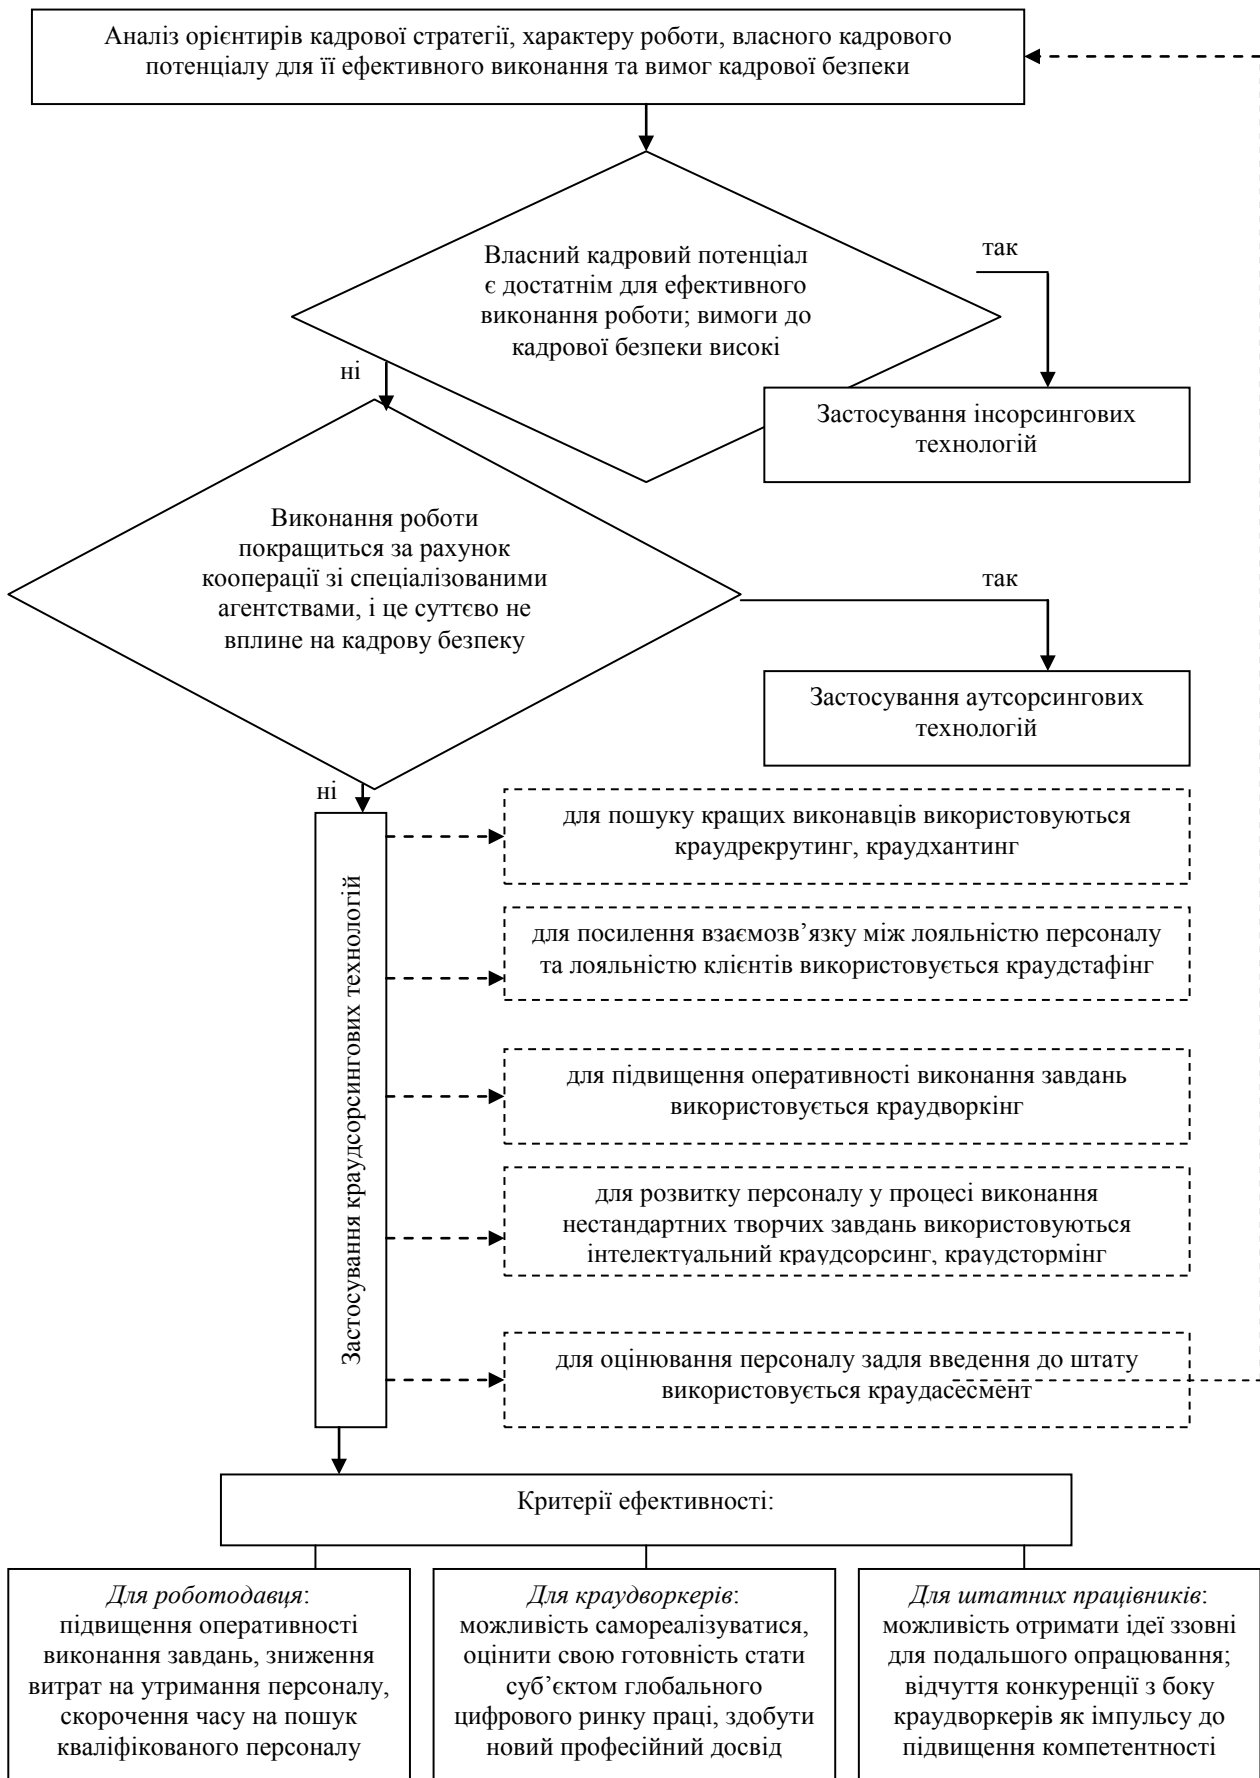 Аналіз орієнтирів кадрової стратегії, характеру роботи, власного кадрового
потенціалу для її ефективного виконання та вимог кадрової безпеки
Власний кадровий потенціал
є достатнім для ефективного
виконання роботи; вимоги до
кадрової безпеки високі
так
ні
Застосування інсорсингових
технологій
Виконання роботи
покращиться за рахунок
кооперації зі спеціалізованими
агентствами, і це суттєво не
вплине на кадрову безпеку
так
Застосування аутсорсингових
технологій
ні
Застосування краудсорсингових технологій
для пошуку кращих виконавців використовуються
краудрекрутинг, краудхантинг
для посилення взаємозв’язку між лояльністю персоналу
та лояльністю клієнтів використовується краудстафінг
для підвищення оперативності виконання завдань
використовується краудворкінг
для розвитку персоналу у процесі виконання
нестандартних творчих завдань використовуються
інтелектуальний краудсорсинг, краудстормінг
для оцінювання персоналу задля введення до штату
використовується краудасесмент
Критерії ефективності:
Для роботодавця:
підвищення оперативності
виконання завдань, зниження
витрат на утримання персоналу,
скорочення часу на пошук
кваліфікованого персоналу
Для краудворкерів:
можливість самореалізуватися,
оцінити свою готовність стати
суб’єктом глобального
цифрового ринку праці, здобути
новий професійний досвід
Для штатних працівників:
можливість отримати ідеї ззовні
для подальшого опрацювання;
відчуття конкуренції з боку
краудворкерів як імпульсу до
підвищення компетентності